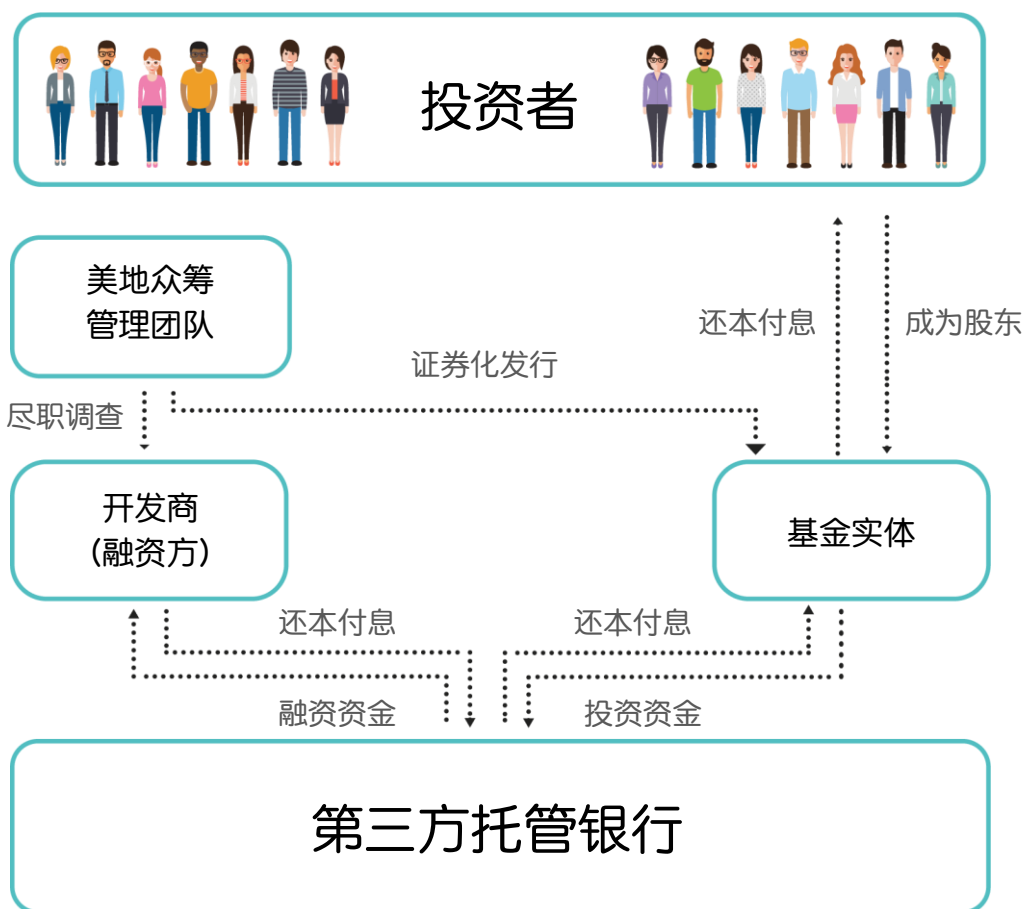 投资者
美地众筹
管理团队
还本付息
成为股东
证券化发行
尽职调查
开发商
(融资方)
基金实体
还本付息
还本付息
融资资金
投资资金
第三方托管银行